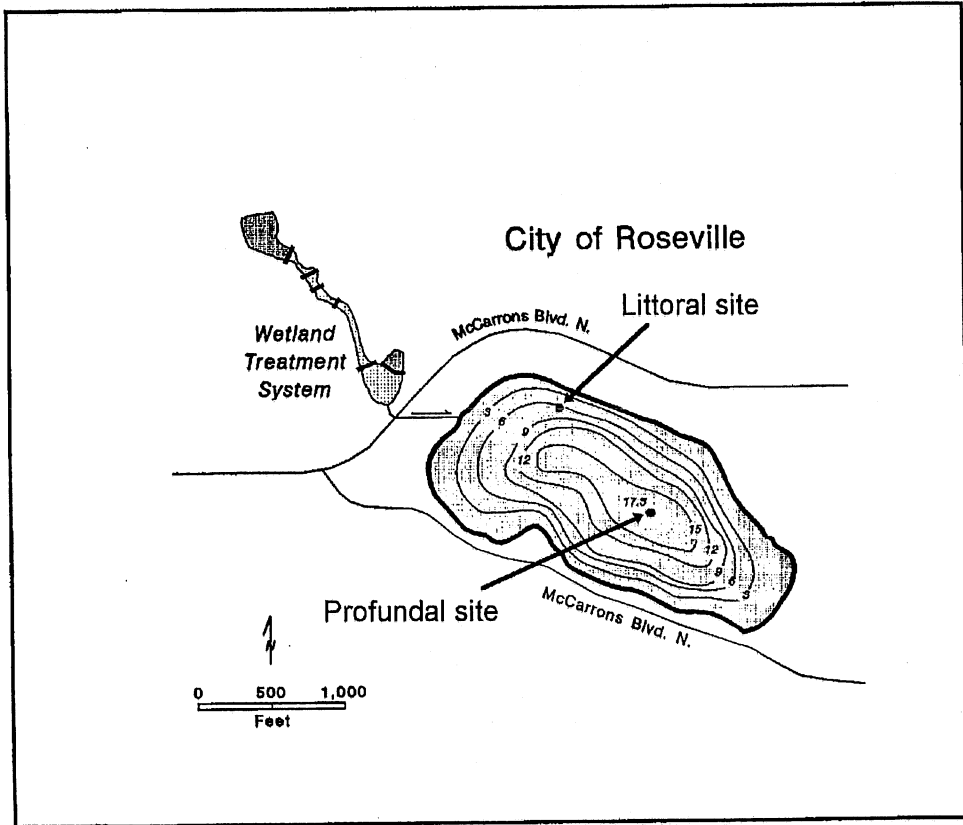 City of Roseville
Littoral site
McCarrons Blvd. N.
Wetland
Treatment
System
3
6
9
12
17.3
15
12
9
6
3
Profundal site
McCarrons Blvd. N.
N
0 500 1,000
Feet